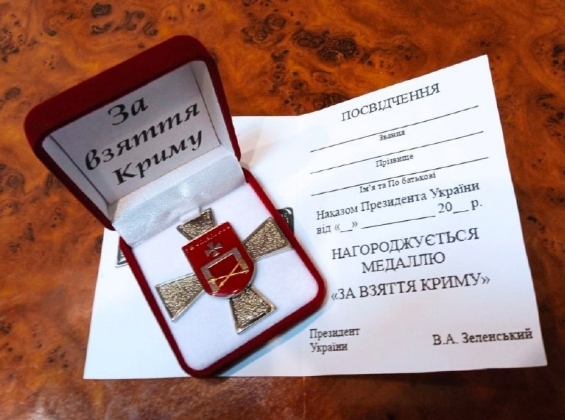 За
взяття
Криму
ПОСВІДЧЕННЯ
Звання
Прізвище
Ім'я та По батькові
Наказом Президента України
від «__» __________ 20__ р.
НАГОРОДЖУЄТЬСЯ
МЕДАЛЛЮ
«ЗА ВЗЯТТЯ КРИМУ»
Президент
України
В.А. Зеленський